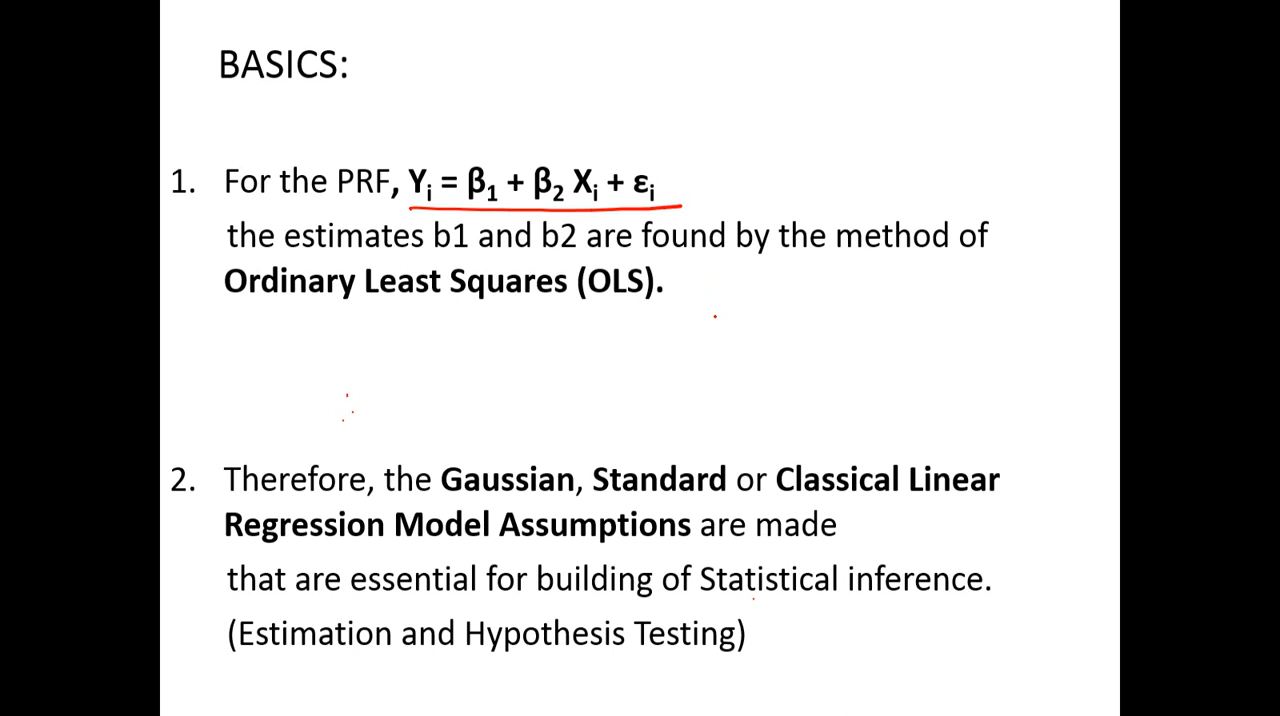 BASICS:
1. For the PRF, Yᵢ = β₁ + β₂ Xᵢ + εᵢ
the estimates b1 and b2 are found by the method of
Ordinary Least Squares (OLS).
2. Therefore, the Gaussian, Standard or Classical Linear
Regression Model Assumptions are made
that are essential for building of Statistical inference.
(Estimation and Hypothesis Testing)